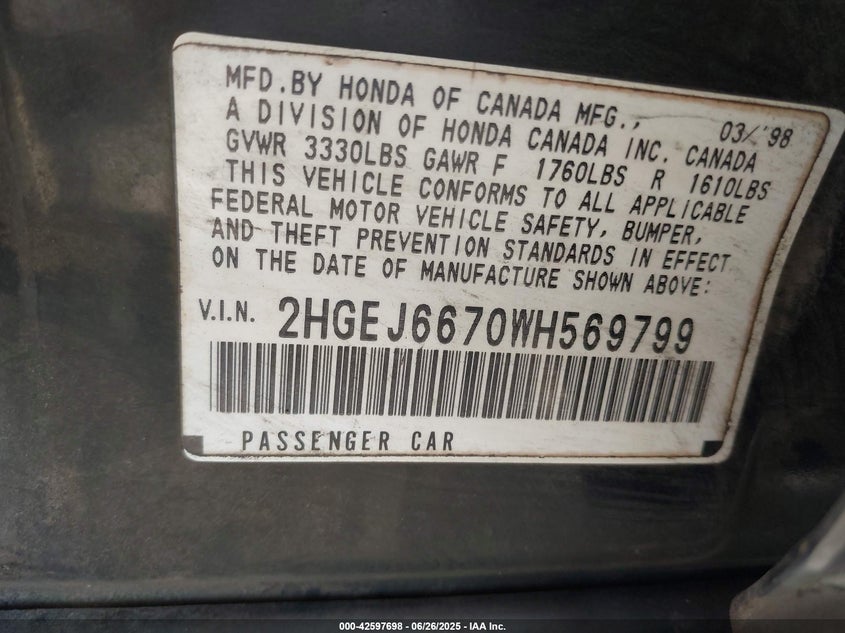 MFD.BY HONDA OF CANADA MFG., 03/'98
A DIVISION OF HONDA CANADA INC. CANADA
GVWR 3330LBS GAWR F 1760LBS R 1610LBS
THIS VEHICLE CONFORMS TO ALL APPLICABLE
FEDERAL MOTOR VEHICLE SAFETY, BUMPER,
AND THEFT PREVENTION STANDARDS IN EFFECT
ON THE DATE OF MANUFACTURE SHOWN ABOVE:
V.I.N. 2HGEJ6670WH569799
PASSENGER CAR
000-42597698 - 06/26/2025 - IAA Inc.